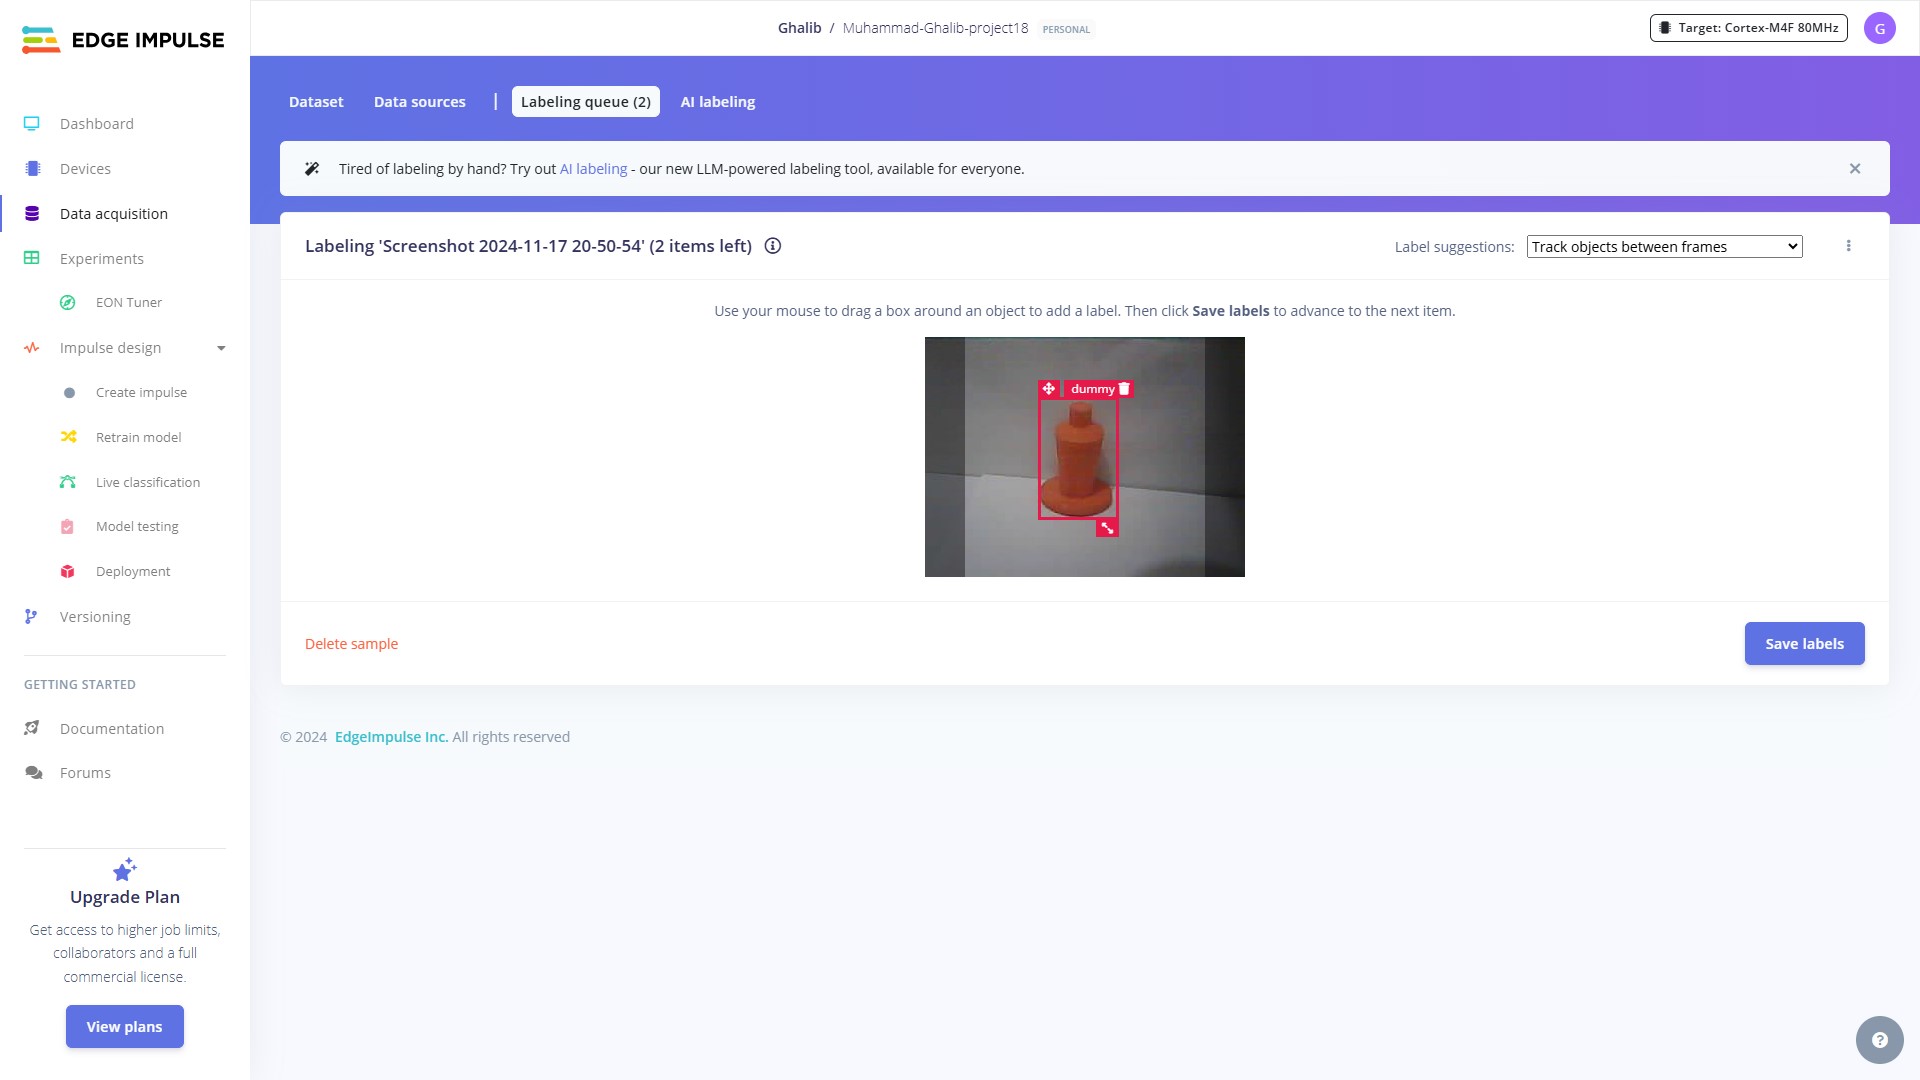 EDGE IMPULSE
Ghalib / Muhammad-Ghalib-project18 PERSONAL
Target: Cortex-M4F 80MHz
G
Dashboard
Devices
Data acquisition
Experiments
EON Tuner
Impulse design
Create impulse
Retrain model
Live classification
Model testing
Deployment
Versioning
GETTING STARTED
Documentation
Forums
Upgrade Plan
Get access to higher job limits,
collaborators and a full
commercial license.
View plans
Dataset Data sources | Labeling queue (2) AI labeling
Tired of labeling by hand? Try out AI labeling - our new LLM-powered labeling tool, available for everyone.
Labeling 'Screenshot 2024-11-17 20-50-54' (2 items left)
Label suggestions: Track objects between frames
Use your mouse to drag a box around an object to add a label. Then click Save labels to advance to the next item.
dummy
Delete sample
Save labels
© 2024 EdgeImpulse Inc. All rights reserved
?